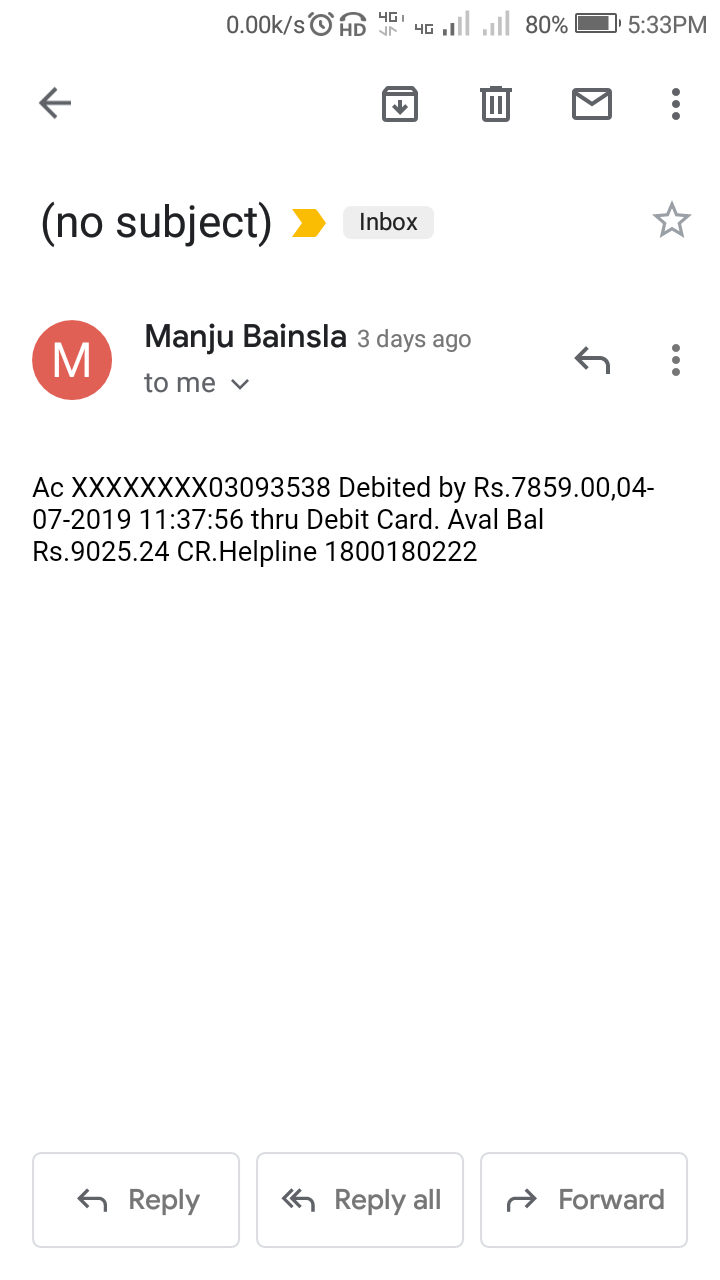 0.00k/s HD 4G 4G 80% 5:33PM
(no subject) Inbox
M
Manju Bainsla 3 days ago
to me
Ac XXXXXXXX03093538 Debited by Rs.7859.00,04-
07-2019 11:37:56 thru Debit Card. Aval Bal
Rs.9025.24 CR.Helpline 1800180222
Reply Reply all Forward